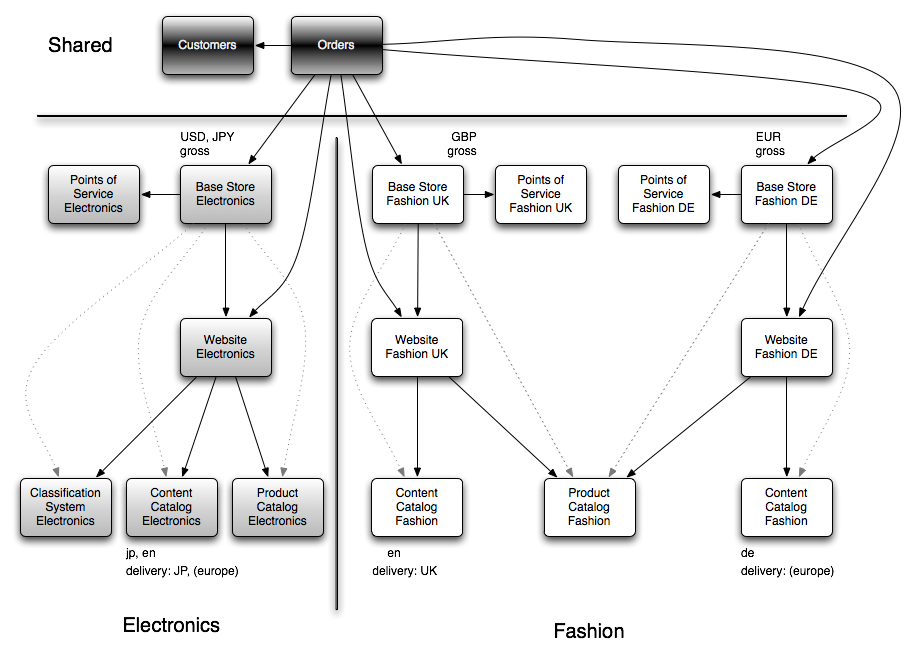 Shared
Customers
Orders
USD, JPY
gross
GBP
gross
EUR
gross
Points of
Service
Electronics
Base Store
Electronics
Base Store
Fashion UK
Points of
Service
Fashion UK
Points of
Service
Fashion DE
Base Store
Fashion DE
Website
Electronics
Website
Fashion UK
Website
Fashion DE
Classification
System
Electronics
Content
Catalog
Electronics
Product
Catalog
Electronics
Content
Catalog
Fashion
Product
Catalog
Fashion
Content
Catalog
Fashion
jp, en
delivery: JP, (europe)
en
delivery: UK
de
delivery: (europe)
Electronics
Fashion